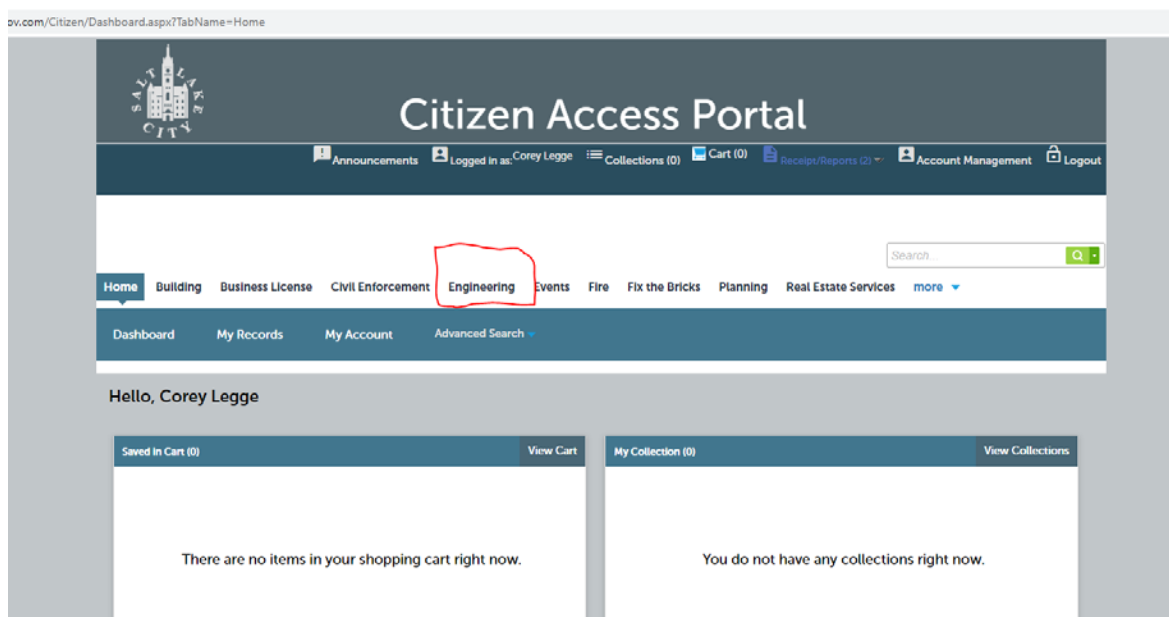 ov.com/Citizen/Dashboard.aspx?TabName=Home
SALT LAKE CITY
Citizen Access Portal
Announcements Logged in as:Corey Legge Collections (0) Cart (0) Receipt/Reports (2) Account Management Logout
Search...
Home Building Business License Civil Enforcement Engineering Events Fire Fix the Bricks Planning Real Estate Services more
Dashboard My Records My Account Advanced Search
Hello, Corey Legge
Saved in Cart (0) View Cart My Collection (0) View Collections
There are no items in your shopping cart right now. You do not have any collections right now.